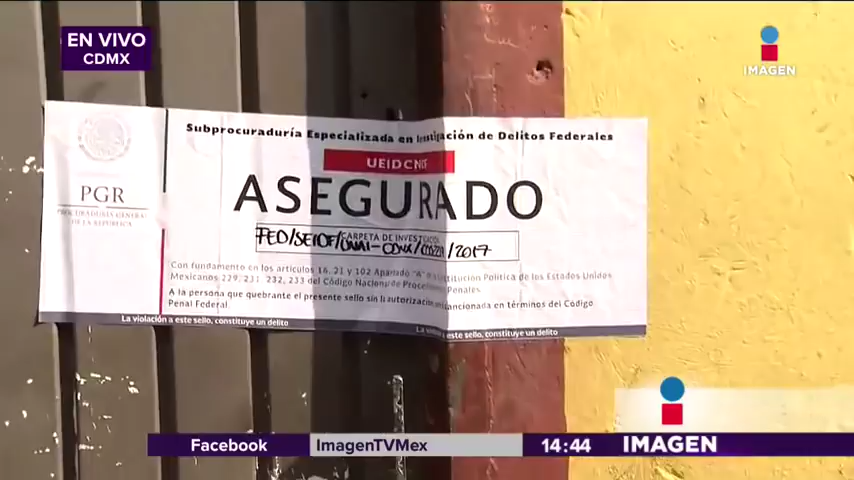 EN VIVO
CDMX
IMAGEN
Subprocuraduría Especializada en Investigación de Delitos Federales
PGR
PROCURADURÍA GENERAL
DE LA REPÚBLICA
ASEGURADO
CARPETA DE INVESTIGACIÓN
/2017
Con fundamento en los artículos 16, 21 y 102 Apartado "A"
Política de los Estados Unidos
Mexicanos 229, 231, 232, 233 del Código Nacional de
Penales.
A la persona que quebrante el presente sello sin la autorización
sancionada en términos del Código
Penal Federal.
La violación a este sello, constituye un delito
La violación a este sello, constituye un delito
Facebook
ImagenTVMex
14:44
IMAGEN